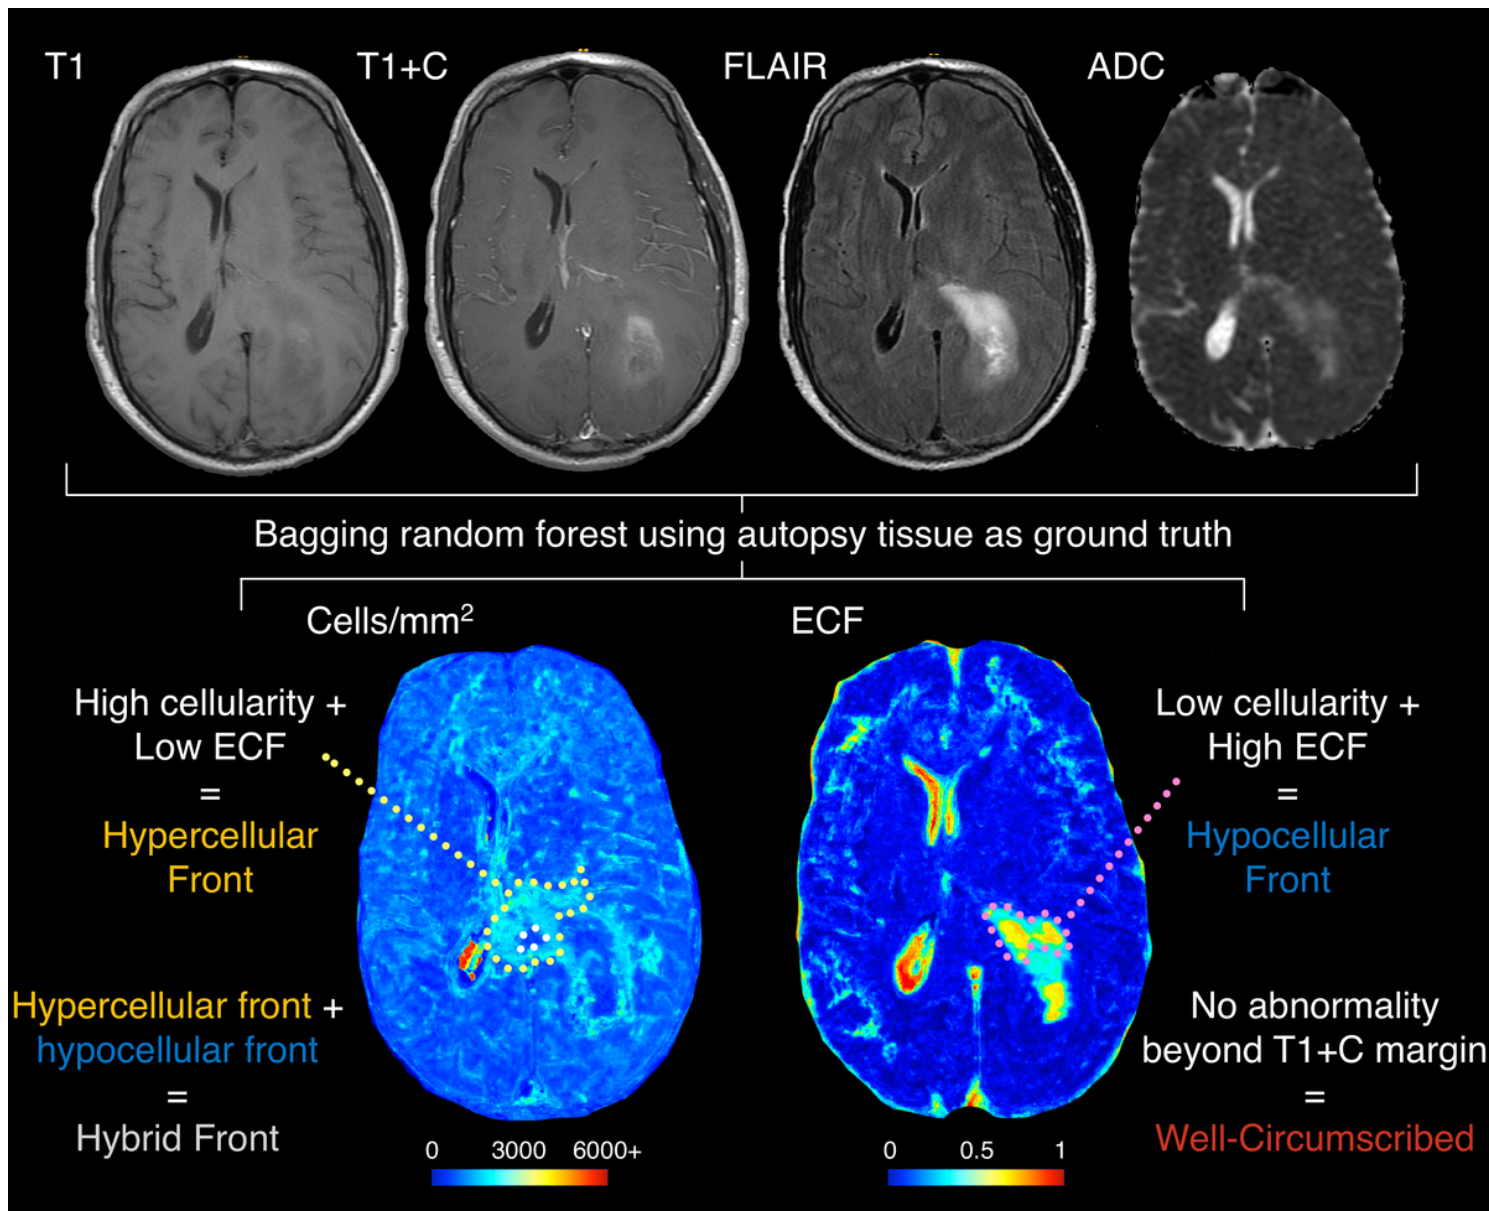 T1
T1+C
FLAIR
ADC
Bagging random forest using autopsy tissue as ground truth
Cells/mm²
ECF
High cellularity +
Low ECF
=
Hypercellular
Front
Low cellularity +
High ECF
=
Hypocellular
Front
Hypercellular front +
hypocellular front
=
Hybrid Front
No abnormality
beyond T1+C margin
=
Well-Circumscribed
0 3000 6000+
0 0.5 1